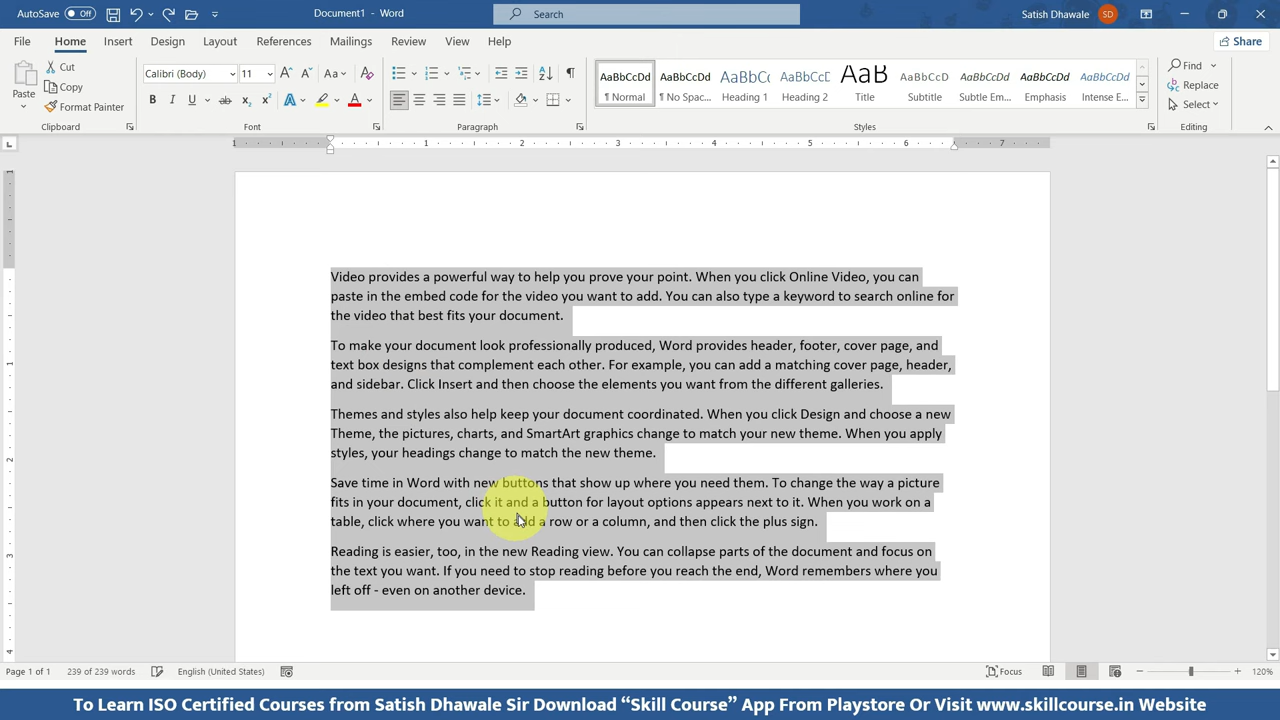 AutoSave Off Document1 - Word Search Satish Dhawale SD
File Home Insert Design Layout References Mailings Review View Help Share
Paste Cut Copy Format Painter Clipboard
Calibri (Body) 11 Aa B I U ab x2 x2 A A Font
Paragraph
AaBbCcDd AaBbCcDd AaBbCc AaBbCcD AaB AaBbCcD AaBbCcDd AaBbCcDd AaBbCcDd
¶ Normal ¶ No Spac... Heading 1 Heading 2 Title Subtitle Subtle Em... Emphasis Intense E...
Styles
Find Replace Select Editing
1 1 2 3 4 5 6 7
Video provides a powerful way to help you prove your point. When you click Online Video, you can
paste in the embed code for the video you want to add. You can also type a keyword to search online for
the video that best fits your document.
To make your document look professionally produced, Word provides header, footer, cover page, and
text box designs that complement each other. For example, you can add a matching cover page, header,
and sidebar. Click Insert and then choose the elements you want from the different galleries.
Themes and styles also help keep your document coordinated. When you click Design and choose a new
Theme, the pictures, charts, and SmartArt graphics change to match your new theme. When you apply
styles, your headings change to match the new theme.
Save time in Word with new buttons that show up where you need them. To change the way a picture
fits in your document, click it and a button for layout options appears next to it. When you work on a
table, click where you want to add a row or a column, and then click the plus sign.
Reading is easier, too, in the new Reading view. You can collapse parts of the document and focus on
the text you want. If you need to stop reading before you reach the end, Word remembers where you
left off - even on another device.
Page 1 of 1 239 of 239 words English (United States) Focus 120%
To Learn ISO Certified Courses from Satish Dhawale Sir Download “Skill Course” App From Playstore Or Visit www.skillcourse.in Website